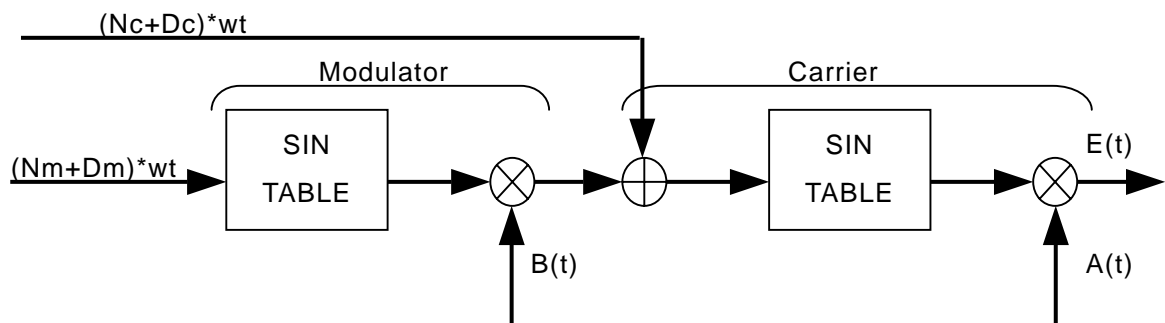 (Nc+Dc)*wt
Modulator
Carrier
(Nm+Dm)*wt
SIN
TABLE
SIN
TABLE
E(t)
B(t)
A(t)